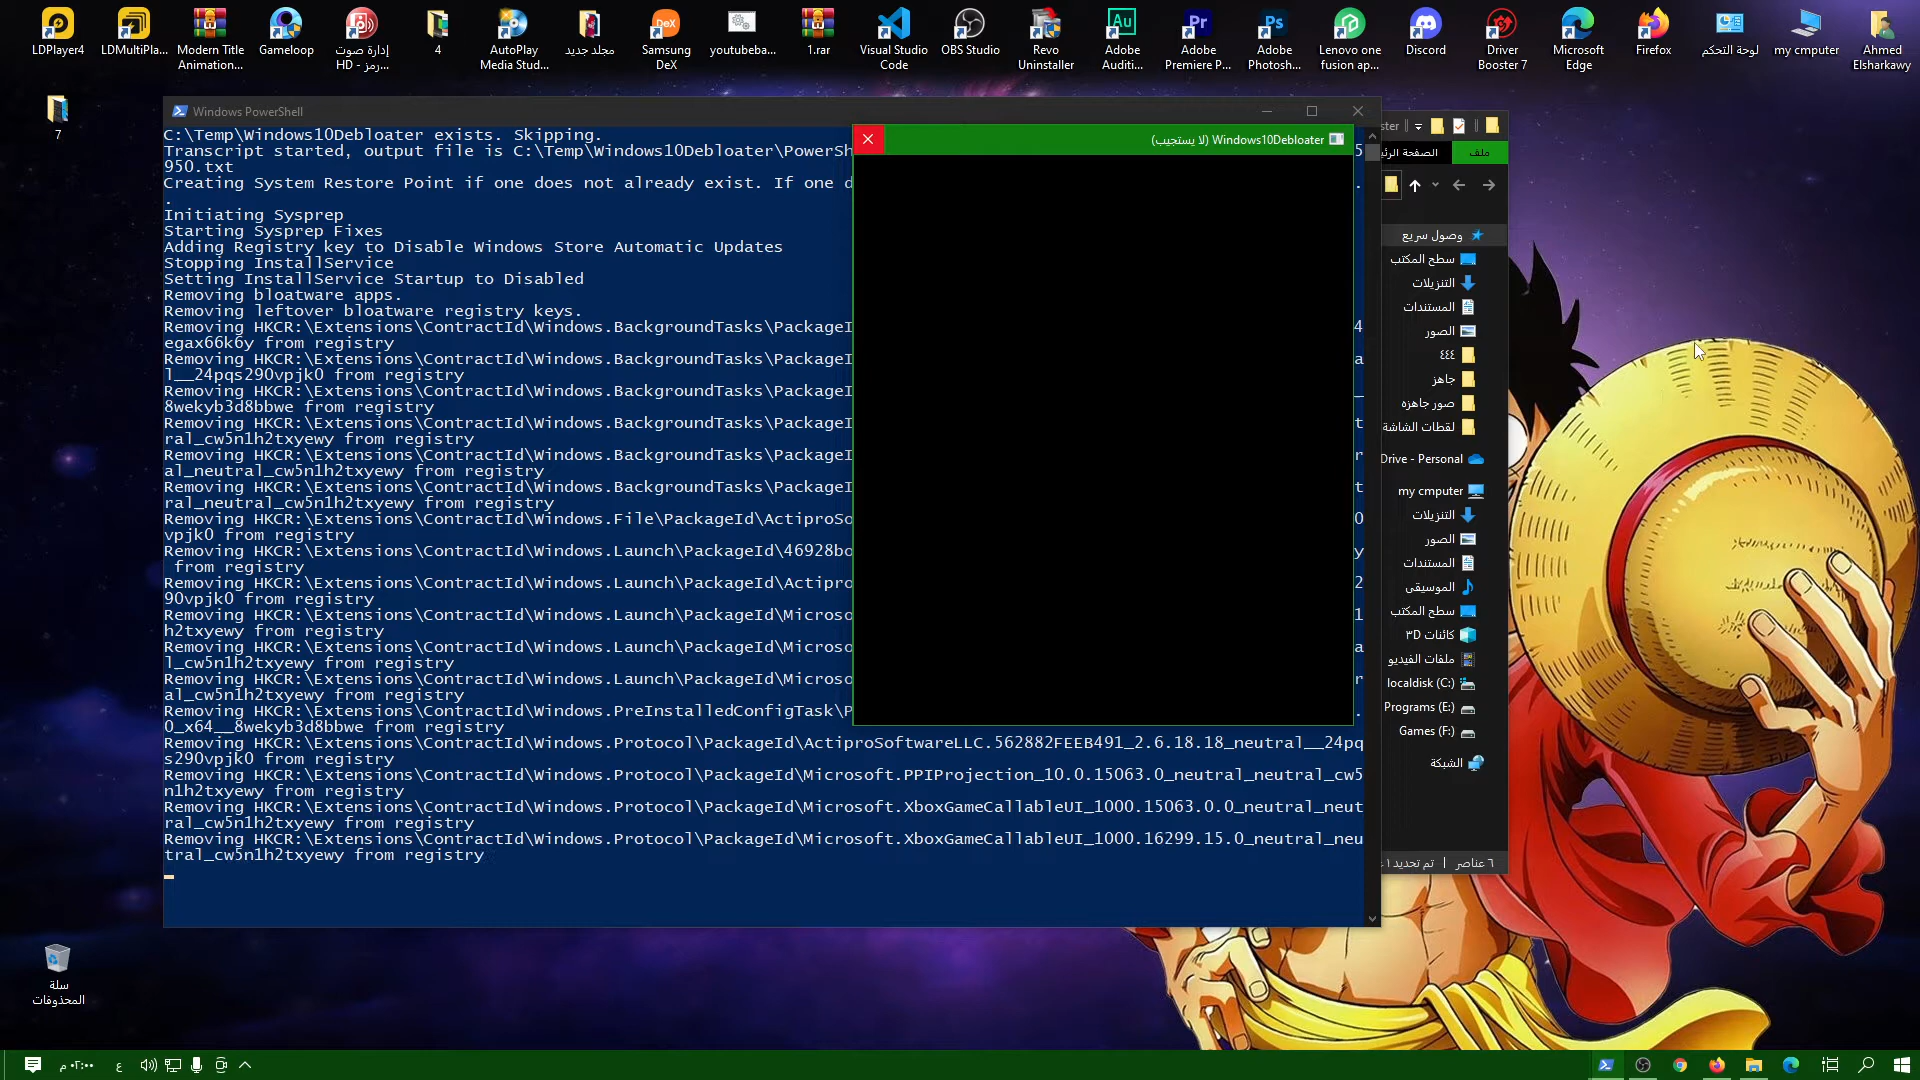 LDPlayer4
LDMultiPla...
Modern Title
Animation...
Gameloop
إدارة صوت
HD - رمز...
4
AutoPlay
Media Stud...
مجلد جديد
Samsung
DeX
youtubeba...
1.rar
Visual Studio
Code
OBS Studio
Revo
Uninstaller
Adobe
Auditi...
Adobe
Premiere P...
Adobe
Photosh...
Lenovo one
fusion ap...
Discord
Driver
Booster 7
Microsoft
Edge
Firefox
لوحة التحكم
my cmputer
Ahmed
Elsharkawy
7
سلة
المحذوفات
Windows PowerShell
C:\Temp\Windows10Debloater exists. Skipping.
Transcript started, output file is C:\Temp\Windows10Debloater\PowerSh
5
950.txt
Creating System Restore Point if one does not already exist. If one d
.
.
Initiating Sysprep
Starting Sysprep Fixes
Adding Registry key to Disable Windows Store Automatic Updates
Stopping InstallService
Setting InstallService Startup to Disabled
Removing bloatware apps.
Removing leftover bloatware registry keys.
Removing HKCR:\Extensions\ContractId\Windows.BackgroundTasks\PackageI
4
egax66k6y from registry
Removing HKCR:\Extensions\ContractId\Windows.BackgroundTasks\PackageI
a
l__24pqs290vpjk0 from registry
Removing HKCR:\Extensions\ContractId\Windows.BackgroundTasks\PackageI
_
8wekyb3d8bbwe from registry
Removing HKCR:\Extensions\ContractId\Windows.BackgroundTasks\PackageI
t
ral_cw5n1h2txyewy from registry
Removing HKCR:\Extensions\ContractId\Windows.BackgroundTasks\PackageI
r
al_neutral_cw5n1h2txyewy from registry
Removing HKCR:\Extensions\ContractId\Windows.BackgroundTasks\PackageI
t
ral_neutral_cw5n1h2txyewy from registry
Removing HKCR:\Extensions\ContractId\Windows.File\PackageId\ActiproSo
0
vpjk0 from registry
Removing HKCR:\Extensions\ContractId\Windows.Launch\PackageId\46928bo
y
from registry
Removing HKCR:\Extensions\ContractId\Windows.Launch\PackageId\Actipro
2
90vpjk0 from registry
Removing HKCR:\Extensions\ContractId\Windows.Launch\PackageId\Microso
1
h2txyewy from registry
Removing HKCR:\Extensions\ContractId\Windows.Launch\PackageId\Microso
a
l_cw5n1h2txyewy from registry
Removing HKCR:\Extensions\ContractId\Windows.Launch\PackageId\Microso
r
al_cw5n1h2txyewy from registry
Removing HKCR:\Extensions\ContractId\Windows.PreInstalledConfigTask\P
.
0_x64__8wekyb3d8bbwe from registry
Removing HKCR:\Extensions\ContractId\Windows.Protocol\PackageId\ActiproSoftwareLLC.562882FEEB491_2.6.18.18_neutral__24pq
s290vpjk0 from registry
Removing HKCR:\Extensions\ContractId\Windows.Protocol\PackageId\Microsoft.PPIProjection_10.0.15063.0_neutral_neutral_cw5
n1h2txyewy from registry
Removing HKCR:\Extensions\ContractId\Windows.Protocol\PackageId\Microsoft.XboxGameCallableUI_1000.15063.0.0_neutral_neut
ral_cw5n1h2txyewy from registry
Removing HKCR:\Extensions\ContractId\Windows.Protocol\PackageId\Microsoft.XboxGameCallableUI_1000.16299.15.0_neutral_neu
tral_cw5n1h2txyewy from registry
Windows10Debloater (لا يستجيب)
ster
ملف
الصفحة الرئي
وصول سريع
سطح المكتب
التنزيلات
المستندات
الصور
٤٤٤
جاهز
صور جاهزه
لقطات الشاشة
Drive - Personal
my cmputer
التنزيلات
الصور
المستندات
الموسيقى
سطح المكتب
كائنات ٣D
ملفات الفيديو
localdisk (C:)
Programs (E:)
Games (F:)
الشبكة
٦ عناصر
تم تحديد ١
٠٢:٠٠ م
ع